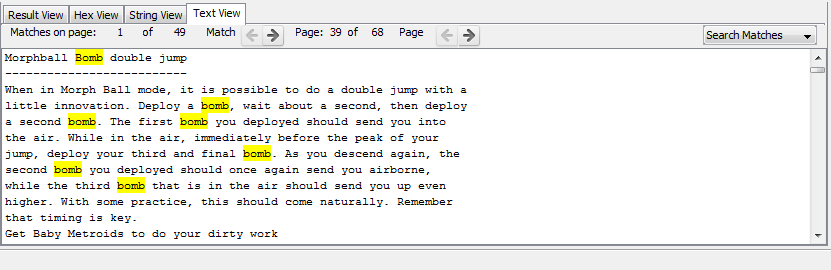 Result View Hex View String View Text View
Matches on page: 1 of 49 Match Page: 39 of 68 Page Search Matches
Morphball Bomb double jump
--------------------------
When in Morph Ball mode, it is possible to do a double jump with a
little innovation. Deploy a bomb, wait about a second, then deploy
a second bomb. The first bomb you deployed should send you into
the air. While in the air, immediately before the peak of your
jump, deploy your third and final bomb. As you descend again, the
second bomb you deployed should once again send you airborne,
while the third bomb that is in the air should send you up even
higher. With some practice, this should come naturally. Remember
that timing is key.
Get Baby Metroids to do your dirty work